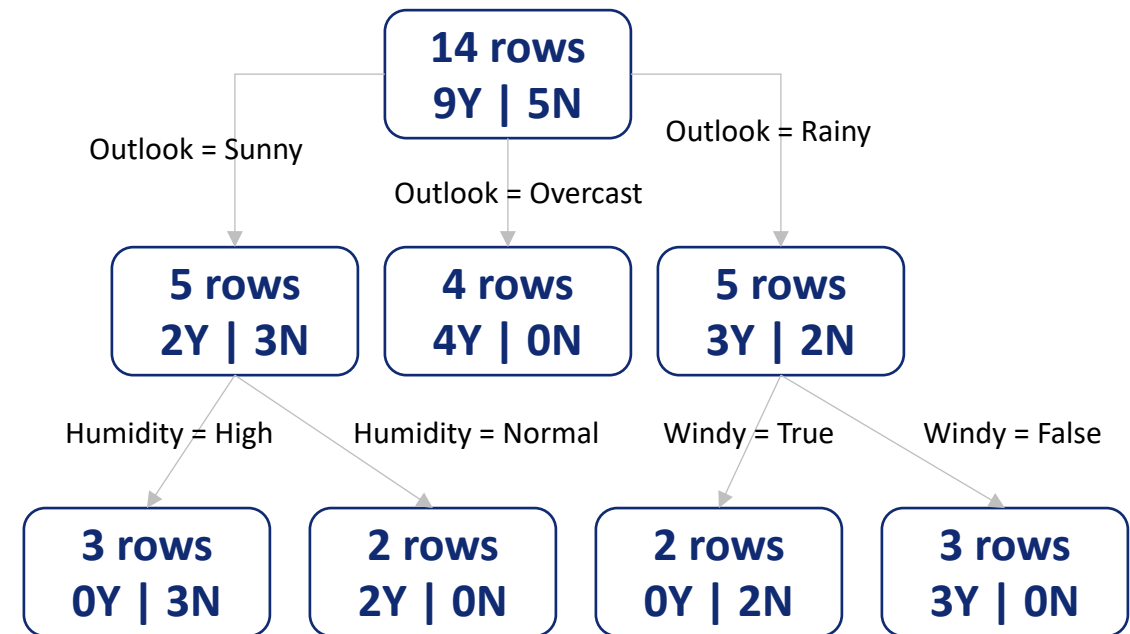 14 rows
9Y | 5N
Outlook = Sunny
Outlook = Overcast
Outlook = Rainy
5 rows
2Y | 3N
4 rows
4Y | 0N
5 rows
3Y | 2N
Humidity = High
Humidity = Normal
Windy = True
Windy = False
3 rows
0Y | 3N
2 rows
2Y | 0N
2 rows
0Y | 2N
3 rows
3Y | 0N